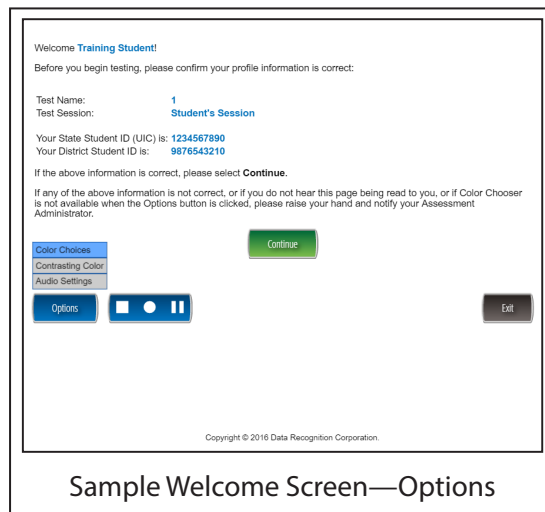 Welcome Training Student!
Before you begin testing, please confirm your profile information is correct:
Test Name: 1
Test Session: Student's Session
Your State Student ID (UIC) is: 1234567890
Your District Student ID is: 9876543210
If the above information is correct, please select Continue.
If any of the above information is not correct, or if you do not hear this page being read to you, or if Color Chooser
is not available when the Options button is clicked, please raise your hand and notify your Assessment
Administrator.
Continue
Color Choices
Contrasting Color
Audio Settings
Options
Exit
Copyright © 2016 Data Recognition Corporation.
Sample Welcome Screen—Options